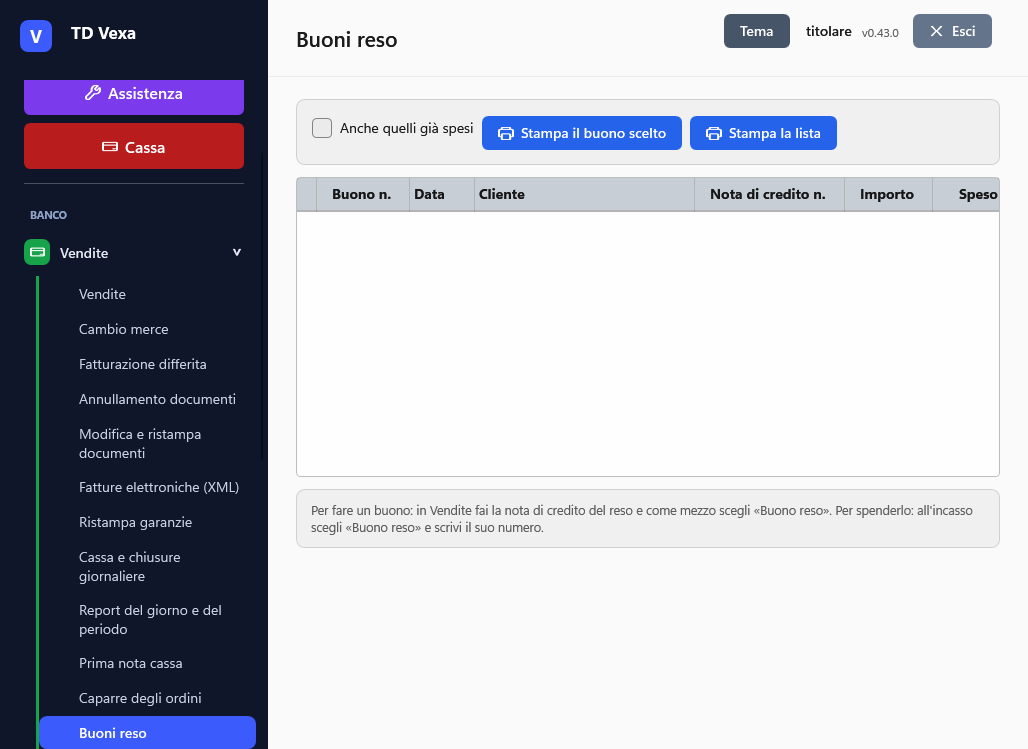 V
TD Vexa
Assistenza
Cassa
BANCO
Vendite
Vendite
Cambio merce
Fatturazione differita
Annullamento documenti
Modifica e ristampa
documenti
Fatture elettroniche (XML)
Ristampa garanzie
Cassa e chiusure
giornaliere
Report del giorno e del
periodo
Prima nota cassa
Caparre degli ordini
Buoni reso
Buoni reso
Tema
titolare
v0.43.0
Esci
Anche quelli già spesi
Stampa il buono scelto
Stampa la lista
Buono n.
Data
Cliente
Nota di credito n.
Importo
Speso
Per fare un buono: in Vendite fai la nota di credito del reso e come mezzo scegli «Buono reso». Per spenderlo: all'incasso
scegli «Buono reso» e scrivi il suo numero.